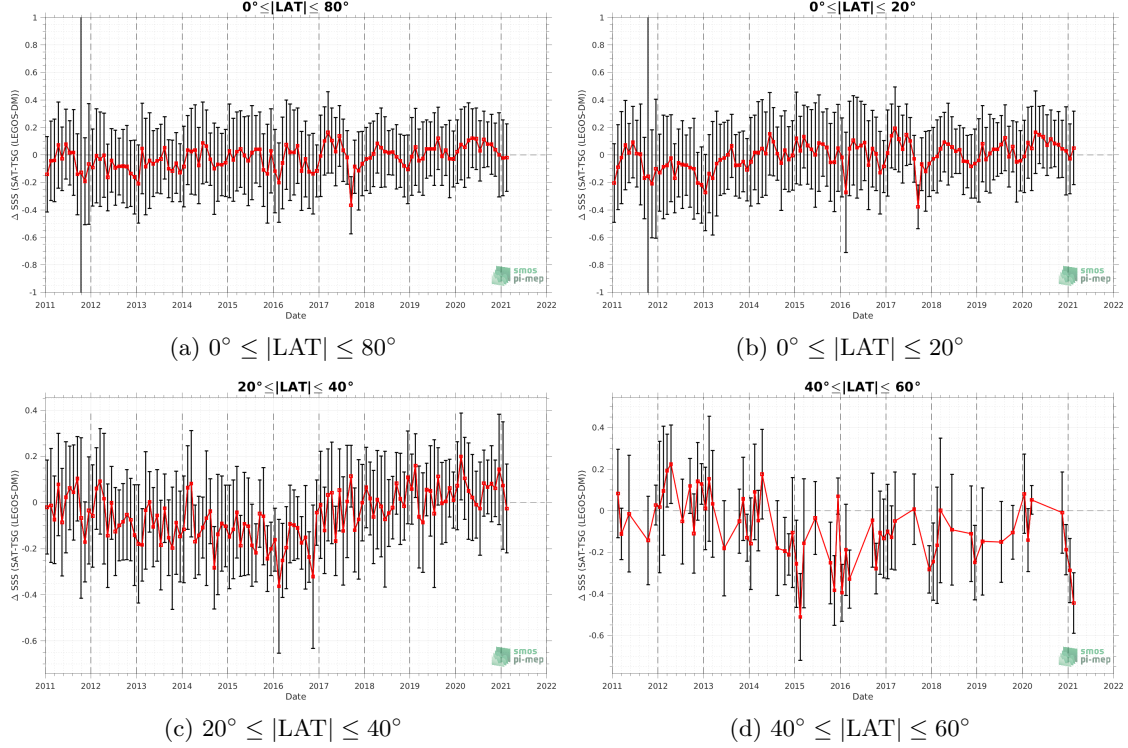 0°≤|LAT|≤ 80°
Δ SSS (SAT-TSG (LEGOS-DM))
1
0.8
0.6
0.4
0.2
0
-0.2
-0.4
-0.6
-0.8
-1
2011 2012 2013 2014 2015 2016 2017 2018 2019 2020 2021 2022
Date
smos
pi-mep
(a) 0° ≤ |LAT| ≤ 80°
0°≤|LAT|≤ 20°
Δ SSS (SAT-TSG (LEGOS-DM))
1
0.8
0.6
0.4
0.2
0
-0.2
-0.4
-0.6
-0.8
-1
2011 2012 2013 2014 2015 2016 2017 2018 2019 2020 2021 2022
Date
smos
pi-mep
(b) 0° ≤ |LAT| ≤ 20°
20°≤|LAT|≤ 40°
Δ SSS (SAT-TSG (LEGOS-DM))
0.4
0.2
0
-0.2
-0.4
-0.6
2011 2012 2013 2014 2015 2016 2017 2018 2019 2020 2021 2022
Date
smos
pi-mep
(c) 20° ≤ |LAT| ≤ 40°
40°≤|LAT|≤ 60°
Δ SSS (SAT-TSG (LEGOS-DM))
0.4
0.2
0
-0.2
-0.4
-0.6
2011 2012 2013 2014 2015 2016 2017 2018 2019 2020 2021 2022
Date
smos
pi-mep
(d) 40° ≤ |LAT| ≤ 60°